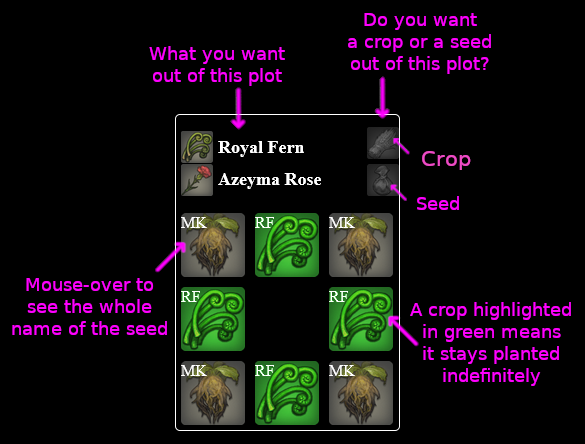 Do you want
a crop or a seed
out of this plot?
What you want
out of this plot
Royal Fern
Crop
Azeyma Rose
Seed
MK RF MK
Mouse-over to
see the whole
name of the seed
RF RF
A crop highlighted
in green means
it stays planted
indefinitely
MK RF MK